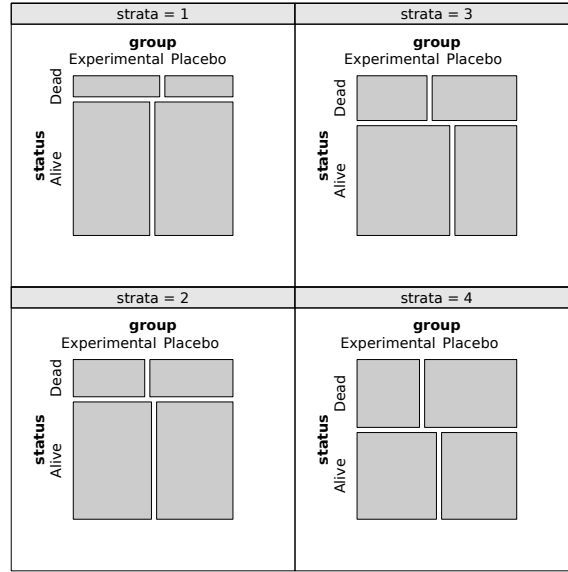 strata = 1
group
Experimental Placebo
status
Dead
Alive
strata = 3
group
Experimental Placebo
status
Dead
Alive
strata = 2
group
Experimental Placebo
status
Dead
Alive
strata = 4
group
Experimental Placebo
status
Dead
Alive